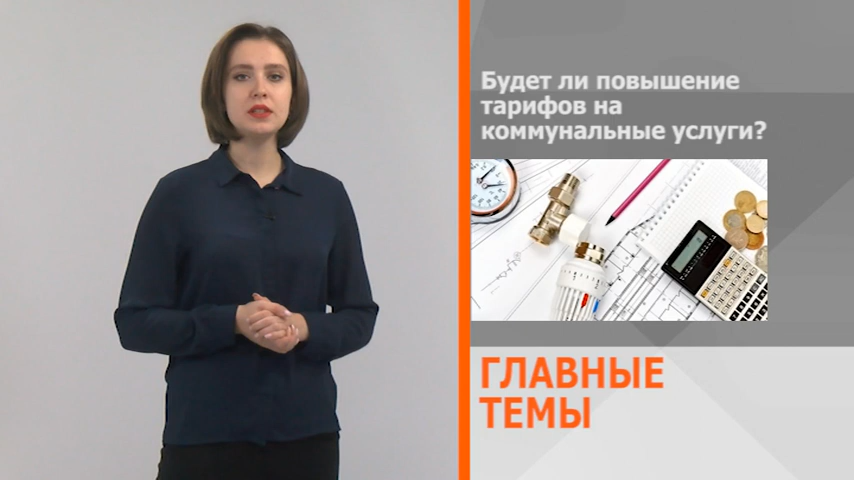 Будет ли повышение
тарифов на
коммунальные услуги?
ГЛАВНЫЕ
ТЕМЫ